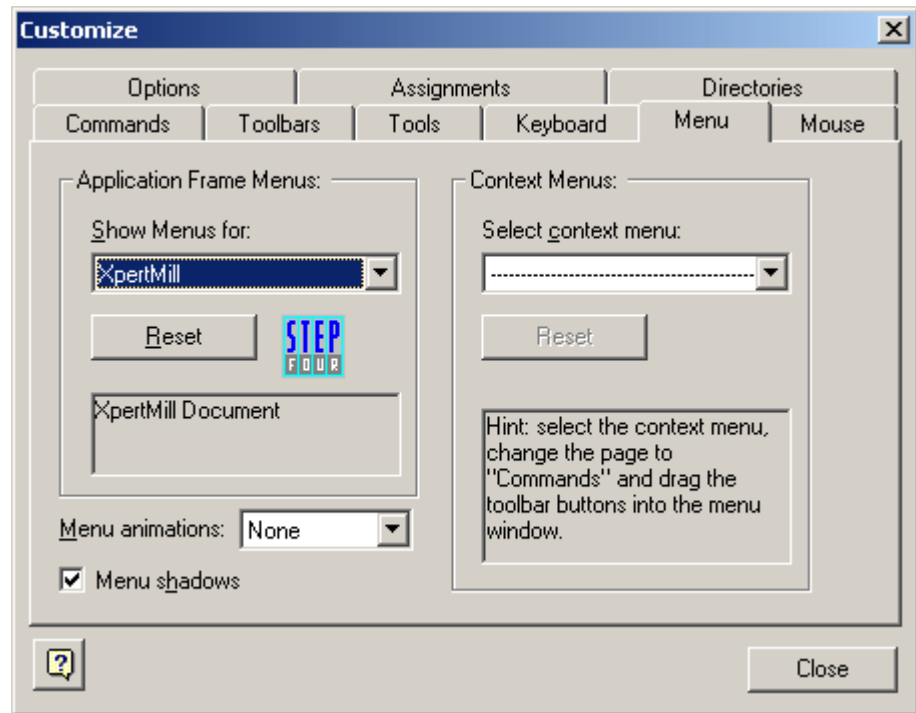 Customize
Options Assignments Directories
Commands Toolbars Tools Keyboard Menu Mouse
Application Frame Menus:
Show Menus for:
XpertMill
Reset
STEP
FOUR
XpertMill Document
Menu animations: None
Menu shadows
Context Menus:
Select context menu:
--------------------------------------------
Reset
Hint: select the context menu,
change the page to
"Commands" and drag the
toolbar buttons into the menu
window.
?
Close